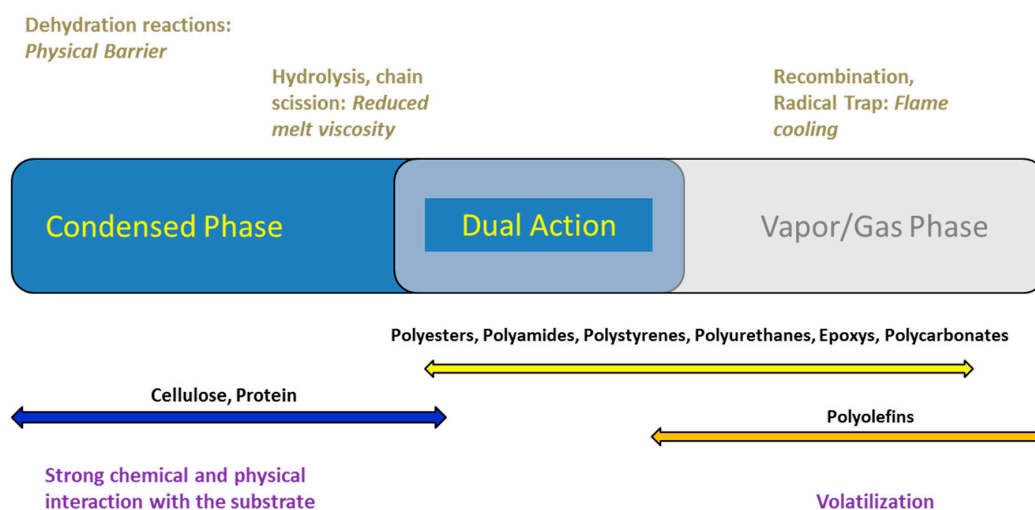 Dehydration reactions:
Physical Barrier
Hydrolysis, chain
scission: Reduced
melt viscosity
Recombination,
Radical Trap: Flame
cooling
Condensed Phase
Dual Action
Vapor/Gas Phase
Polyesters, Polyamides, Polystyrenes, Polyurethanes, Epoxys, Polycarbonates
Cellulose, Protein
Polyolefins
Strong chemical and physical
interaction with the substrate
Volatilization